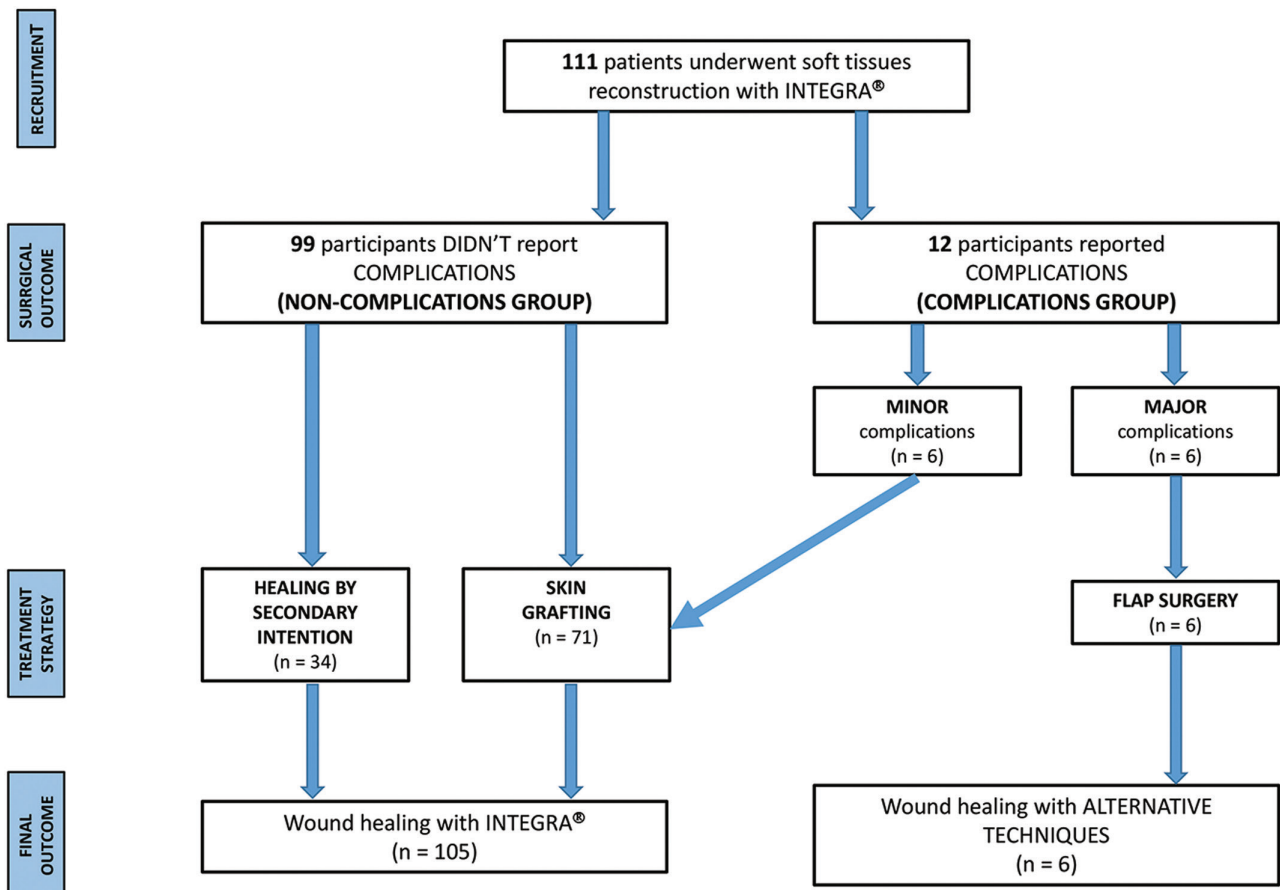 RECRUITMENT
111 patients underwent soft tissues
reconstruction with INTEGRA®
SURRGICAL
OUTCOME
99 participants DIDN'T report
COMPLICATIONS
(NON-COMPLICATIONS GROUP)
12 participants reported
COMPLICATIONS
(COMPLICATIONS GROUP)
MINOR
complications
(n = 6)
MAJOR
complications
(n = 6)
TREATMENT
STRATEGY
HEALING BY
SECONDARY
INTENTION
(n = 34)
SKIN
GRAFTING
(n = 71)
FLAP SURGERY
(n = 6)
FINAL
OUTCOME
Wound healing with INTEGRA®
(n = 105)
Wound healing with ALTERNATIVE
TECHNIQUES
(n = 6)